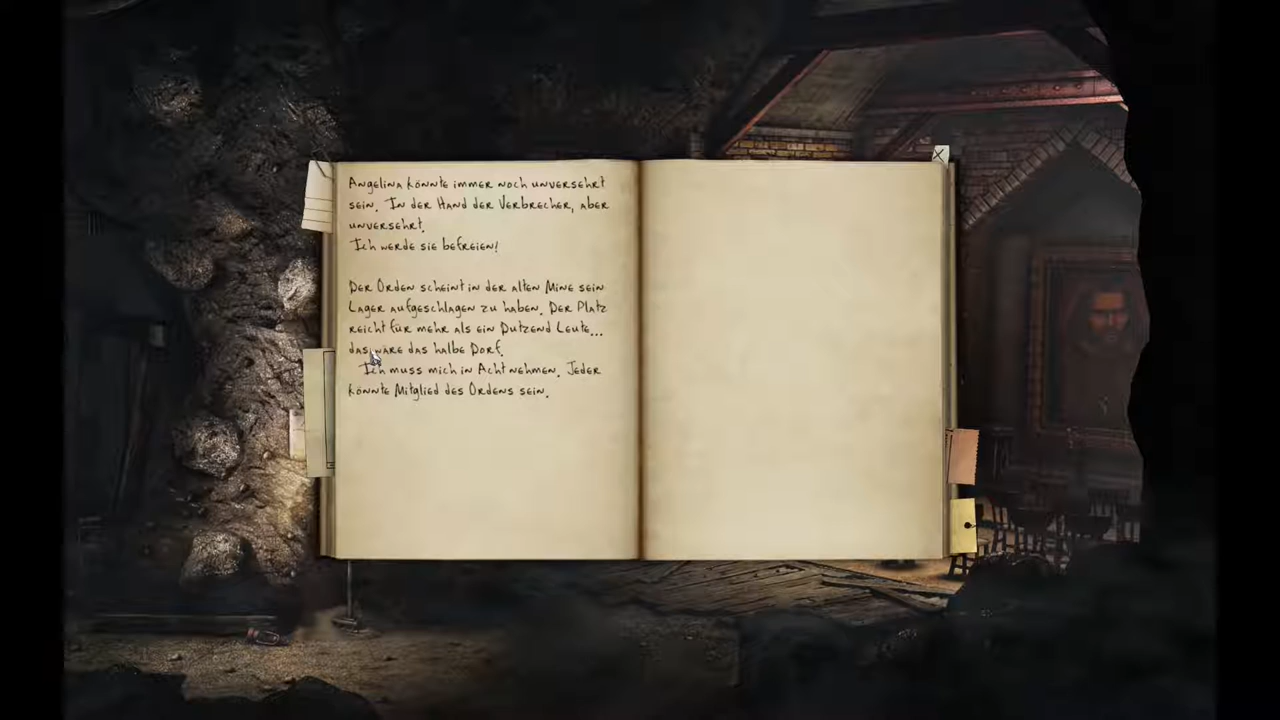 Angelina könnte immer noch unversehrt
sein. In der Hand der Verbrecher, aber
unversehrt.
Ich werde sie befreien!
Der Orden scheint in der alten Mine sein
Lager aufgeschlagen zu haben. Der Platz
reicht für mehr als ein Dutzend Leute...
das wäre das halbe Dorf.
Ich muss mich in Acht nehmen. Jeder
könnte Mitglied des Ordens sein.